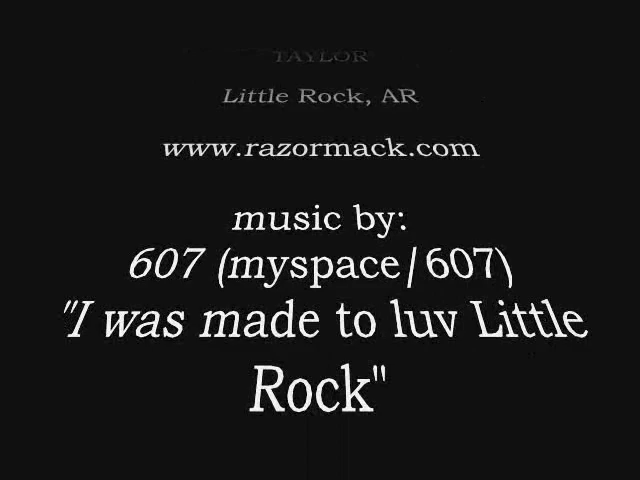 TAYLOR
Little Rock, AR
www.razormack.com
music by:
607 (myspace/607)
"I was made to luv Little
Rock"